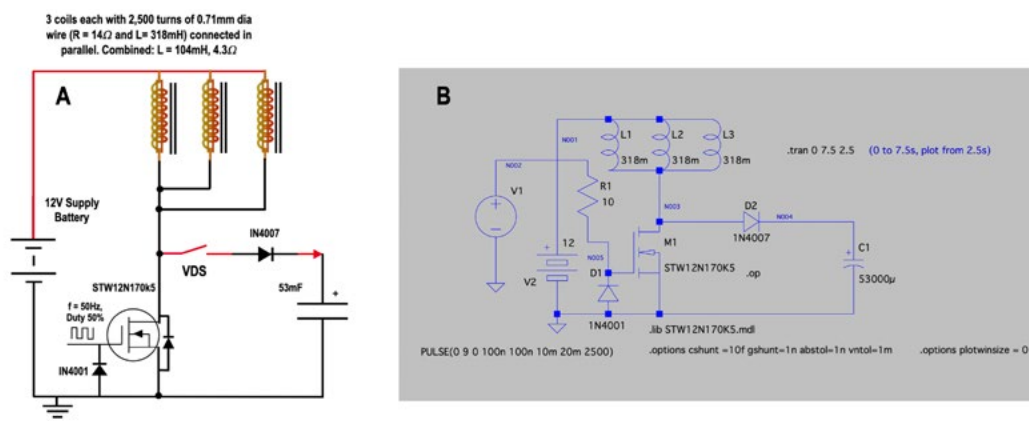 3 coils each with 2,500 turns of 0.71mm dia
wire (R = 14Ω and L= 318mH) connected in
parallel. Combined: L = 104mH, 4.3Ω
A
12V Supply
Battery
IN4007
VDS
53mF
+
STW12N170k5
f = 50Hz,
Duty 50%
IN4001
B
N001
L1
L2
L3
318m
318m
318m
.tran 0 7.5 2.5 (0 to 7.5s, plot from 2.5s)
N002
V1
R1
10
N003
D2
N004
1N4007
M1
C1
12
N005
D1
STW12N170K5
.op
53000µ
V2
1N4001
.lib STW12N170K5.mdl
PULSE(0 9 0 100n 100n 10m 20m 2500)
.options cshunt =10f gshunt=1n abstol=1n vntol=1m
.options plotwinsize = 0